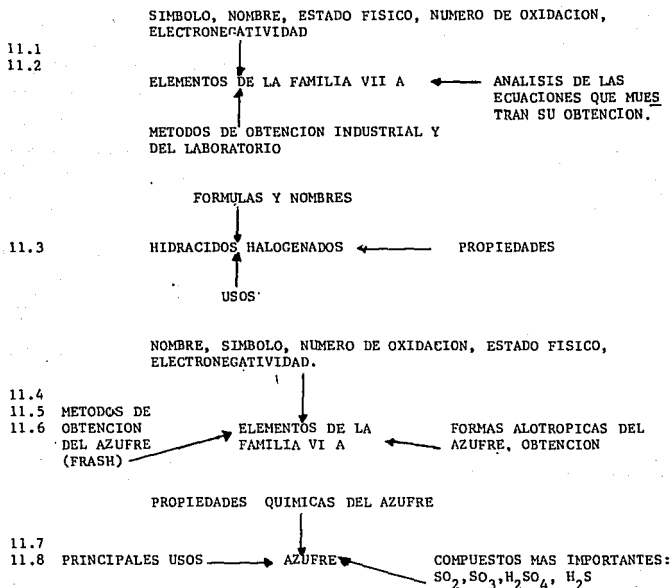 SIMBOLO, NOMBRE, ESTADO FISICO, NUMERO DE OXIDACION,
ELECTRONEGATIVIDAD
11.1
11.2
ELEMENTOS DE LA FAMILIA VII A
ANALISIS DE LAS
ECUACIONES QUE MUES
TRAN SU OBTENCION.
METODOS DE OBTENCION INDUSTRIAL Y
DEL LABORATORIO
FORMULAS Y NOMBRES
11.3 HIDRACIDOS HALOGENADOS PROPIEDADES
USOS
NOMBRE, SIMBOLO, NUMERO DE OXIDACION, ESTADO FISICO,
ELECTRONEGATIVIDAD.
11.4
11.5 METODOS DE
11.6 OBTENCION
DEL AZUFRE
(FRASH)
ELEMENTOS DE LA
FAMILIA VI A
FORMAS ALOTROPICAS DEL
AZUFRE, OBTENCION
PROPIEDADES QUIMICAS DEL AZUFRE
11.7
11.8 PRINCIPALES USOS AZUFRE COMPUESTOS MAS IMPORTANTES:
SO2,SO3,H2SO4, H2S